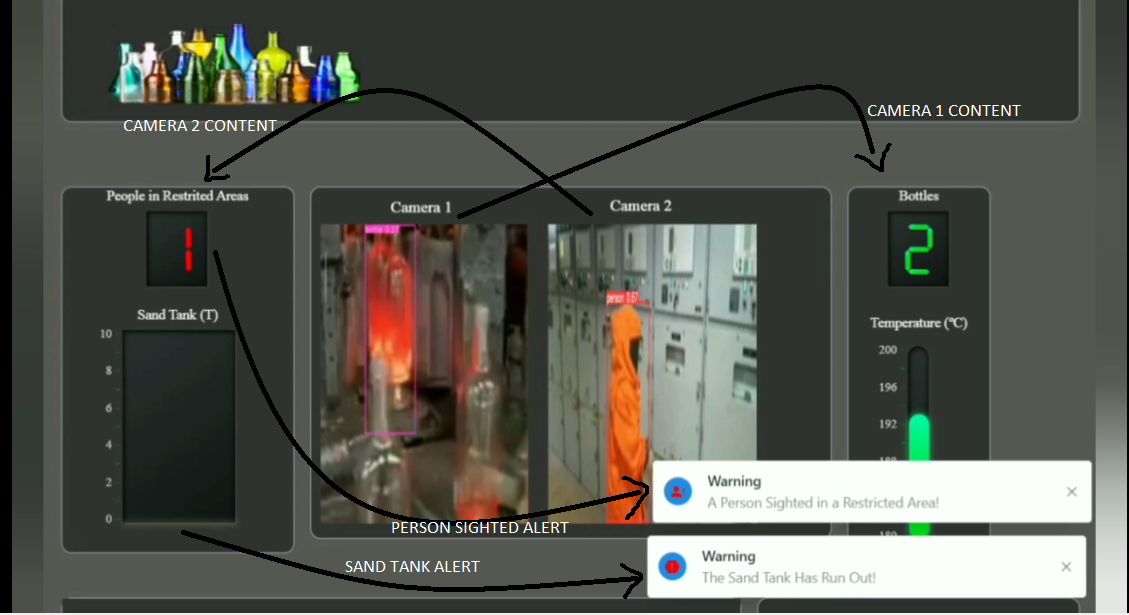 CAMERA 2 CONTENT
CAMERA 1 CONTENT
People in Restrited Areas
1
Sand Tank (T)
10
8
6
4
2
0
Camera 1
bottle 0.27
Camera 2
person 0.67
Bottles
2
Temperature (°C)
200
196
192
188
180
Warning
A Person Sighted in a Restricted Area!
PERSON SIGHTED ALERT
Warning
The Sand Tank Has Run Out!
SAND TANK ALERT